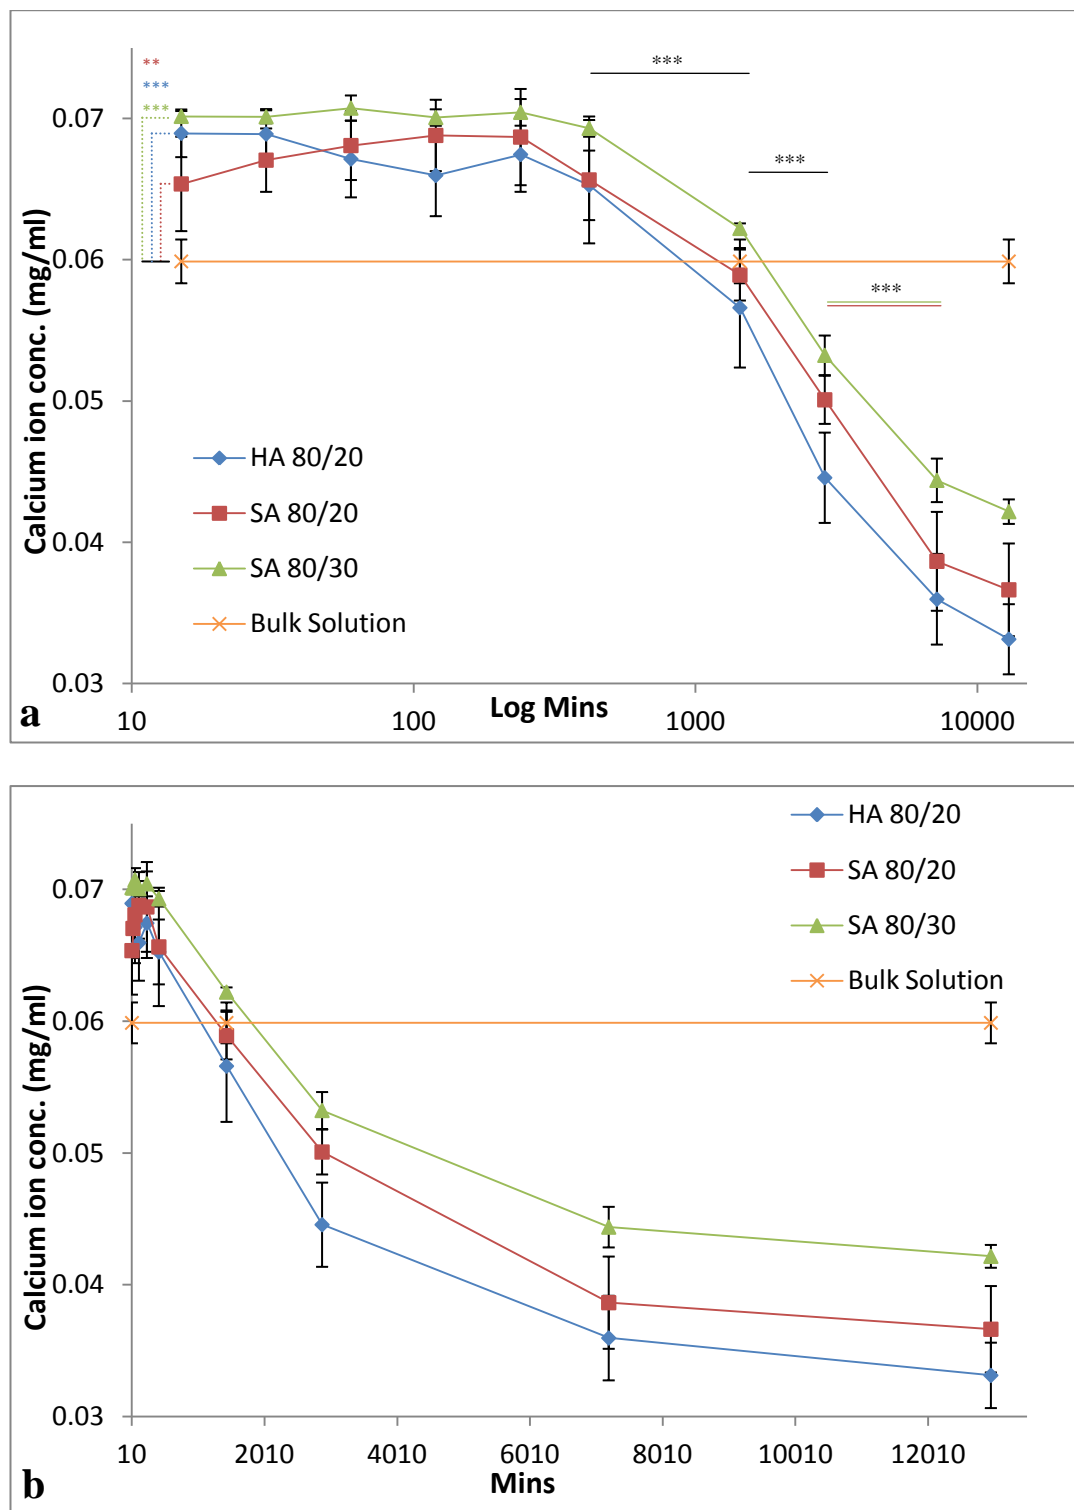 **
***
***
***
***
***
0.07
0.06
0.05
0.04
0.03
Calcium ion conc. (mg/ml)
HA 80/20
SA 80/20
SA 80/30
Bulk Solution
10
100
1000
10000
Log Mins
a
HA 80/20
SA 80/20
SA 80/30
Bulk Solution
0.07
0.06
0.05
0.04
0.03
Calcium ion conc. (mg/ml)
10
2010
4010
6010
8010
10010
12010
Mins
b